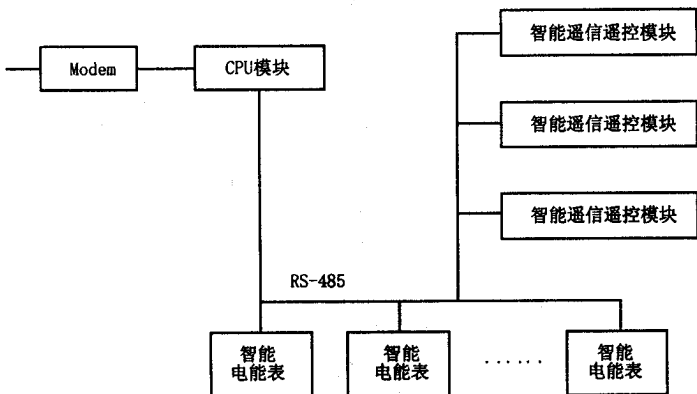 智能遥信遥控模块
Modem
CPU模块
智能遥信遥控模块
智能遥信遥控模块
RS-485
智能
电能表
智能
电能表
......
智能
电能表